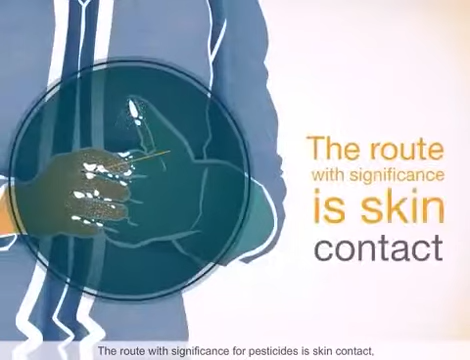 The route
with significance
is skin
contact
The route with significance for pesticides is skin contact,